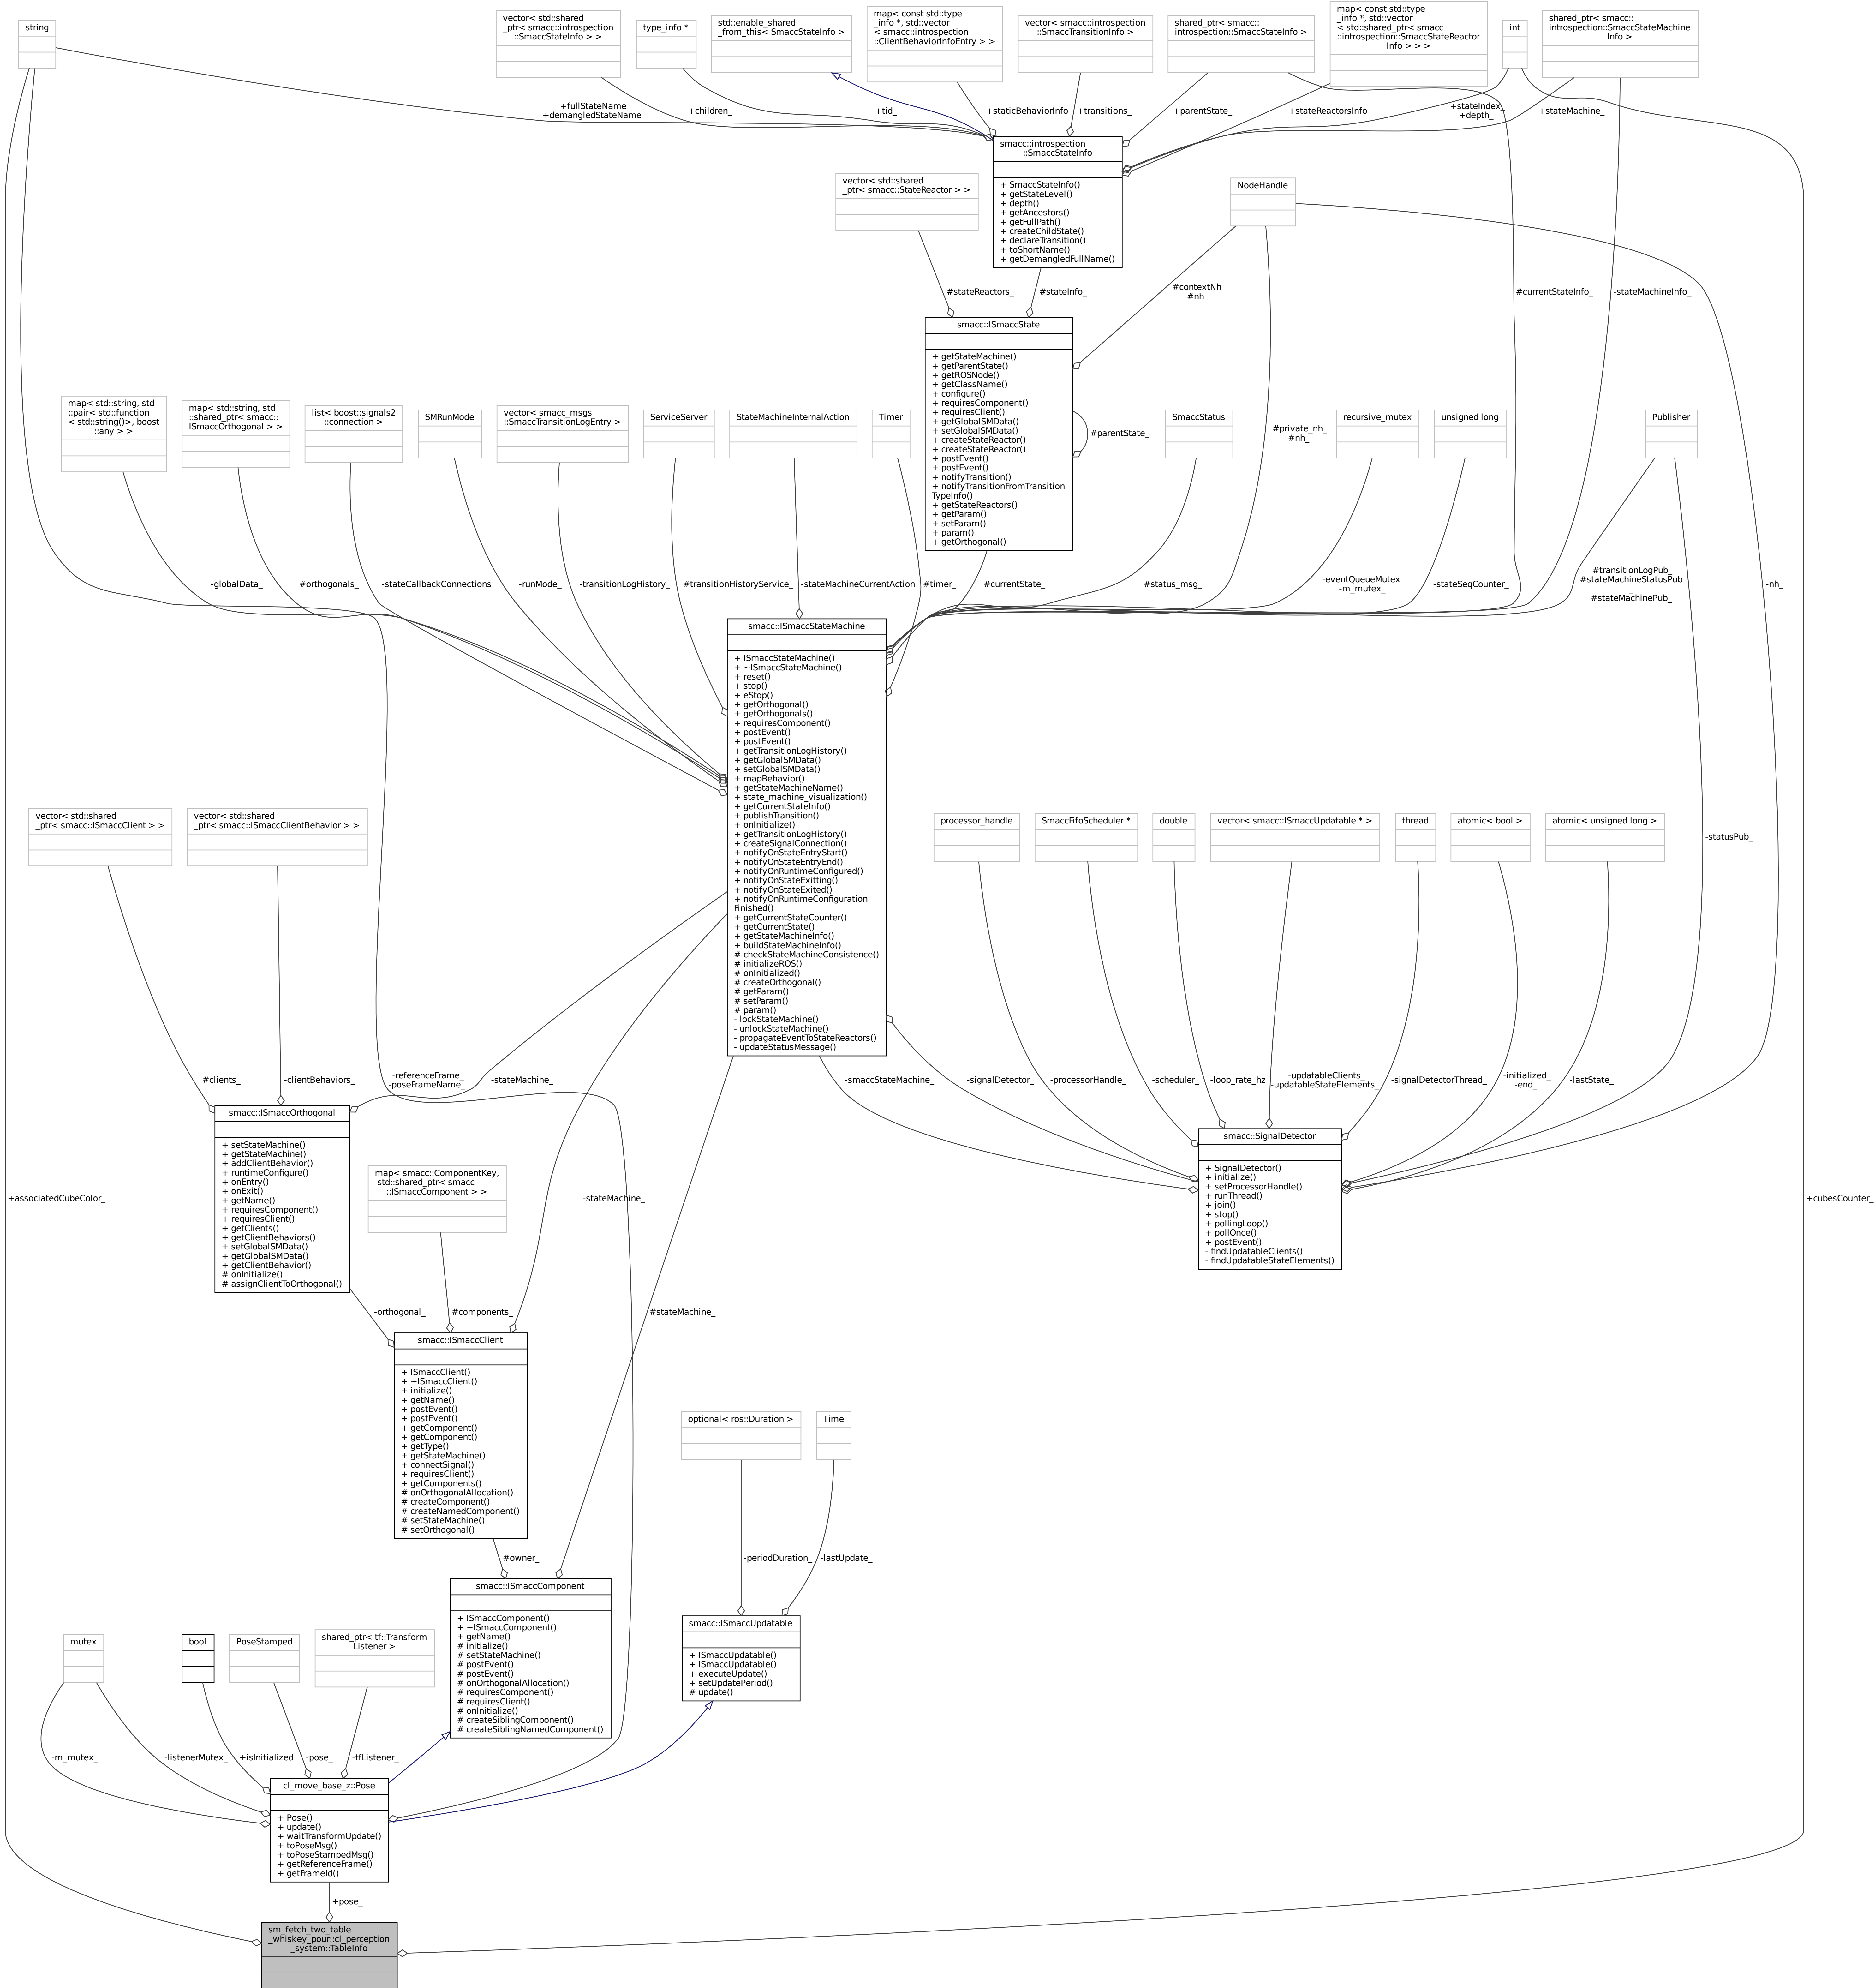 string
vector< std::shared
_ptr< smacc::introspection
::SmaccStateInfo > >
type_info *
std::enable_shared
_from_this< SmaccStateInfo >
map< const std::type
_info *, std::vector
< smacc::introspection
::ClientBehaviorInfoEntry > >
vector< smacc::introspection
::SmaccTransitionInfo >
shared_ptr< smacc::
introspection::SmaccStateInfo >
map< const std::type
_info *, std::vector
< std::shared_ptr< smacc
::introspection::SmaccStateReactor
Info > > >
int
shared_ptr< smacc::
introspection::SmaccStateMachine
Info >
+fullStateName
+demangledStateName
+children_
+tid_
+staticBehaviorInfo
+transitions_
+parentState_
+stateReactorsInfo
+stateIndex_
+depth_
+stateMachine_
smacc::introspection
::SmaccStateInfo
+ SmaccStateInfo()
+ getStateLevel()
+ depth()
+ getAncestors()
+ getFullPath()
+ createChildState()
+ declareTransition()
+ toShortName()
+ getDemangledFullName()
vector< std::shared
_ptr< smacc::StateReactor > >
NodeHandle
#stateReactors_
#stateInfo_
#contextNh
#nh
#currentStateInfo_
-stateMachineInfo_
smacc::ISmaccState
+ getStateMachine()
+ getParentState()
+ getROSNode()
+ getClassName()
+ configure()
+ requiresComponent()
+ requiresClient()
+ getGlobalSMData()
+ setGlobalSMData()
+ createStateReactor()
+ createStateReactor()
+ postEvent()
+ postEvent()
+ notifyTransition()
+ notifyTransitionFromTransition
TypeInfo()
+ getStateReactors()
+ getParam()
+ setParam()
+ param()
+ getOrthogonal()
#parentState_
#private_nh_
#nh_
map< std::string, std
::pair< std::function
< std::string()>, boost
::any > >
map< std::string, std
::shared_ptr< smacc::
ISmaccOrthogonal > >
list< boost::signals2
::connection >
SMRunMode
vector< smacc_msgs
::SmaccTransitionLogEntry >
ServiceServer
StateMachineInternalAction
Timer
SmaccStatus
recursive_mutex
unsigned long
Publisher
-globalData_
#orthogonals_
-stateCallbackConnections
-runMode_
-transitionLogHistory_
#transitionHistoryService_
-stateMachineCurrentAction
#timer_
#currentState_
#status_msg_
-eventQueueMutex_
-m_mutex_
-stateSeqCounter_
#transitionLogPub_
#stateMachineStatusPub
_
#stateMachinePub_
-nh_
smacc::ISmaccStateMachine
+ ISmaccStateMachine()
+ ~ISmaccStateMachine()
+ reset()
+ stop()
+ eStop()
+ getOrthogonal()
+ getOrthogonals()
+ requiresComponent()
+ postEvent()
+ postEvent()
+ getTransitionLogHistory()
+ getGlobalSMData()
+ setGlobalSMData()
+ mapBehavior()
+ getStateMachineName()
+ state_machine_visualization()
+ getCurrentStateInfo()
+ publishTransition()
+ onInitialize()
+ getTransitionLogHistory()
+ createSignalConnection()
+ notifyOnStateEntryStart()
+ notifyOnStateEntryEnd()
+ notifyOnRuntimeConfigured()
+ notifyOnStateExitting()
+ notifyOnStateExited()
+ notifyOnRuntimeConfiguration
Finished()
+ getCurrentStateCounter()
+ getCurrentState()
+ getStateMachineInfo()
+ buildStateMachineInfo()
# checkStateMachineConsistence()
# initializeROS()
# onInitialized()
# createOrthogonal()
# getParam()
# setParam()
# param()
- lockStateMachine()
- unlockStateMachine()
- propagateEventToStateReactors()
- updateStatusMessage()
vector< std::shared
_ptr< smacc::ISmaccClient > >
vector< std::shared
_ptr< smacc::ISmaccClientBehavior > >
processor_handle
SmaccFifoScheduler *
double
vector< smacc::ISmaccUpdatable * >
thread
atomic< bool >
atomic< unsigned long >
-statusPub_
#clients_
-clientBehaviors_
-referenceFrame_
-poseFrameName_
-stateMachine_
-smaccStateMachine_
-signalDetector_
-processorHandle_
-scheduler_
-loop_rate_hz
-updatableClients_
-updatableStateElements_
-signalDetectorThread_
-initialized_
-end_
-lastState_
smacc::ISmaccOrthogonal
+ setStateMachine()
+ getStateMachine()
+ addClientBehavior()
+ runtimeConfigure()
+ onEntry()
+ onExit()
+ getName()
+ requiresComponent()
+ requiresClient()
+ getClients()
+ getClientBehaviors()
+ setGlobalSMData()
+ getGlobalSMData()
+ getClientBehavior()
# onInitialize()
# assignClientToOrthogonal()
smacc::SignalDetector
+ SignalDetector()
+ initialize()
+ setProcessorHandle()
+ runThread()
+ join()
+ stop()
+ pollingLoop()
+ pollOnce()
+ postEvent()
- findUpdatableClients()
- findUpdatableStateElements()
map< smacc::ComponentKey,
std::shared_ptr< smacc
::ISmaccComponent > >
+associatedCubeColor_
-stateMachine_
+cubesCounter_
-orthogonal_
#components_
#stateMachine_
smacc::ISmaccClient
+ ISmaccClient()
+ ~ISmaccClient()
+ initialize()
+ getName()
+ postEvent()
+ postEvent()
+ getComponent()
+ getComponent()
+ getType()
+ getStateMachine()
+ connectSignal()
+ requiresClient()
+ getComponents()
# onOrthogonalAllocation()
# createComponent()
# createNamedComponent()
# setStateMachine()
# setOrthogonal()
optional< ros::Duration >
Time
#owner_
-periodDuration_
-lastUpdate_
smacc::ISmaccComponent
+ ISmaccComponent()
+ ~ISmaccComponent()
+ getName()
# initialize()
# setStateMachine()
# postEvent()
# postEvent()
# onOrthogonalAllocation()
# requiresComponent()
# requiresClient()
# onInitialize()
# createSiblingComponent()
# createSiblingNamedComponent()
smacc::ISmaccUpdatable
+ ISmaccUpdatable()
+ ISmaccUpdatable()
+ executeUpdate()
+ setUpdatePeriod()
# update()
mutex
bool
PoseStamped
shared_ptr< tf::Transform
Listener >
-m_mutex_
-listenerMutex_
+isInitialized
-pose_
-tfListener_
cl_move_base_z::Pose
+ Pose()
+ update()
+ waitTransformUpdate()
+ toPoseMsg()
+ toPoseStampedMsg()
+ getReferenceFrame()
+ getFrameId()
+pose_
sm_fetch_two_table
_whiskey_pour::cl_perception
_system::TableInfo